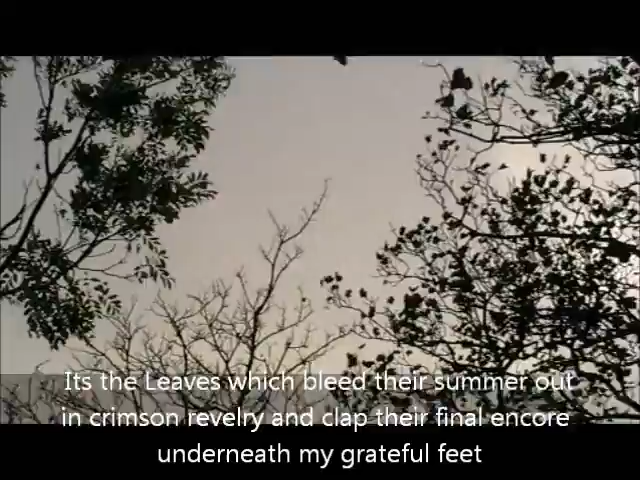 Its the Leaves which bleed their summer out
in crimson revelry and clap their final encore
underneath my grateful feet